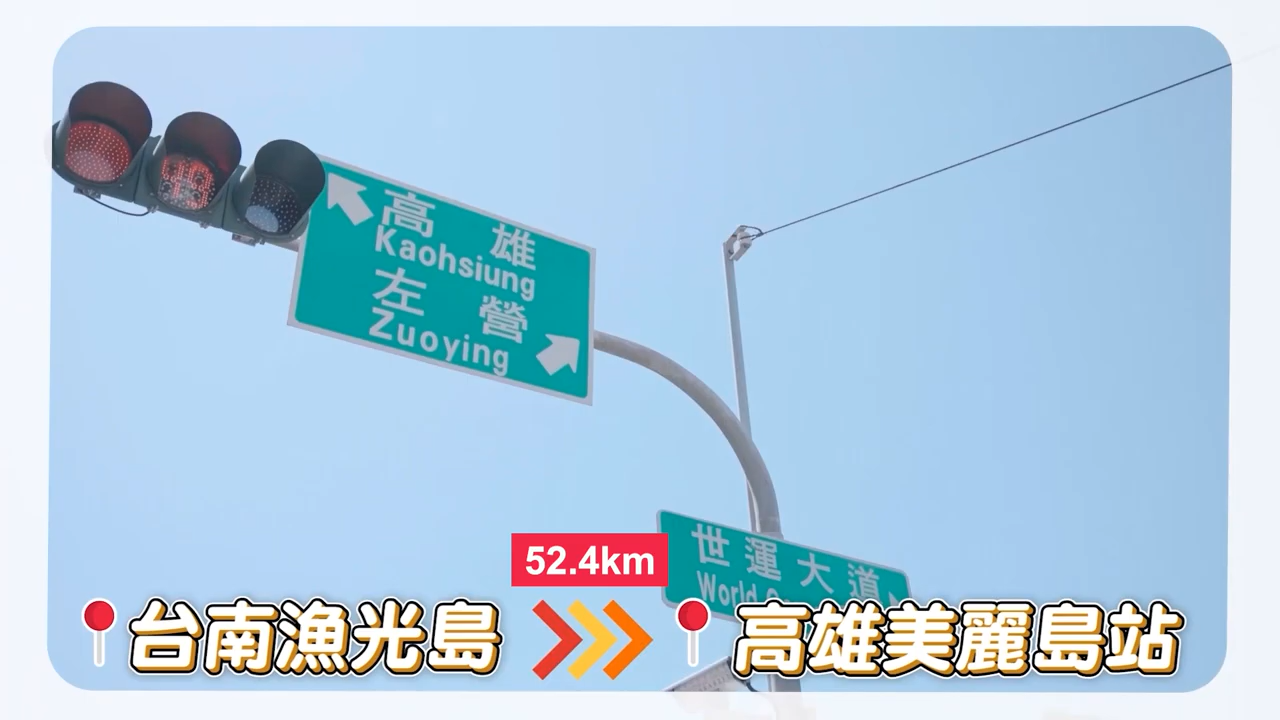 高雄
Kaohsiung
左營
Zuoying
世運大道
World
52.4km
台南漁光島
高雄美麗島站